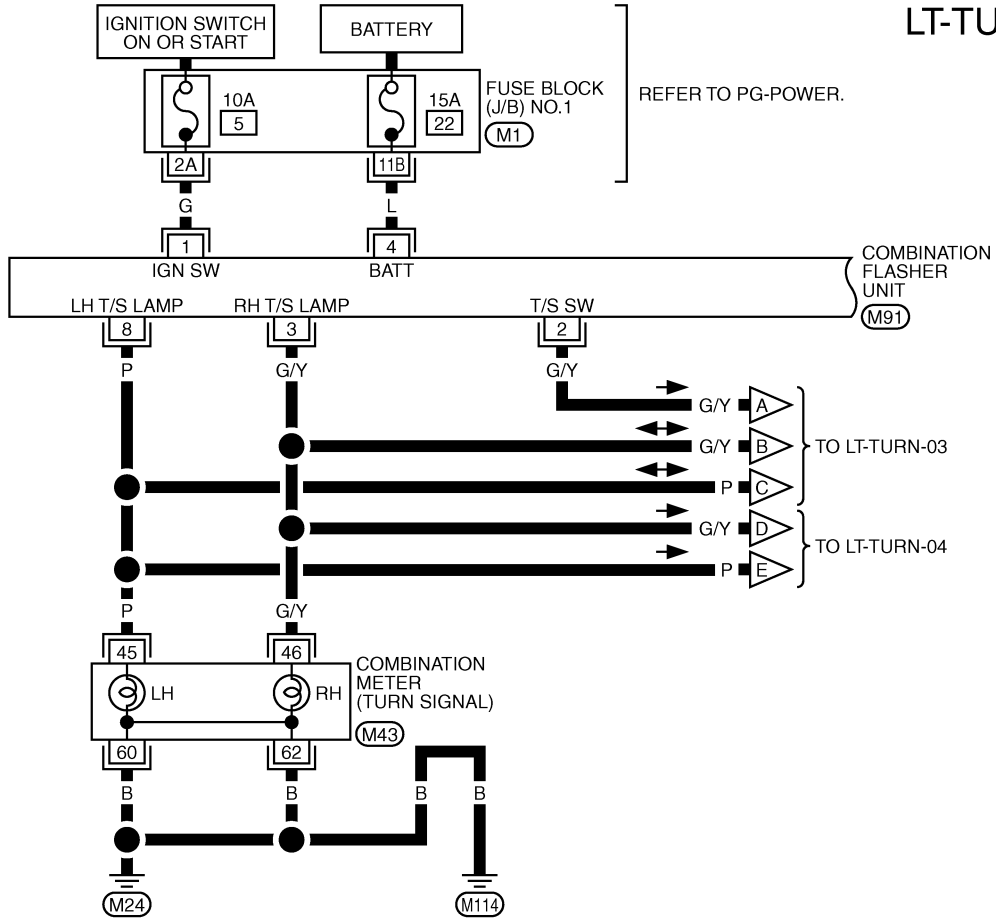 LT-TU
IGNITION SWITCH
ON OR START
BATTERY
10A
5
15A
22
FUSE BLOCK
(J/B) NO.1
M1
REFER TO PG-POWER.
2A
11B
G
L
1
4
IGN SW
BATT
COMBINATION
FLASHER
UNIT
M91
LH T/S LAMP
RH T/S LAMP
T/S SW
8
3
2
P
G/Y
G/Y
G/Y
A
G/Y
B
TO LT-TURN-03
P
C
G/Y
D
TO LT-TURN-04
P
E
P
G/Y
45
46
LH
RH
COMBINATION
METER
(TURN SIGNAL)
M43
60
62
B
B
B
B
M24
M114